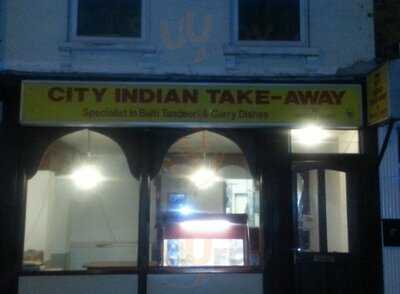 CITY INDIAN TAKE-AWAY
Specialist in Balti Tandoori & Curry Dishes